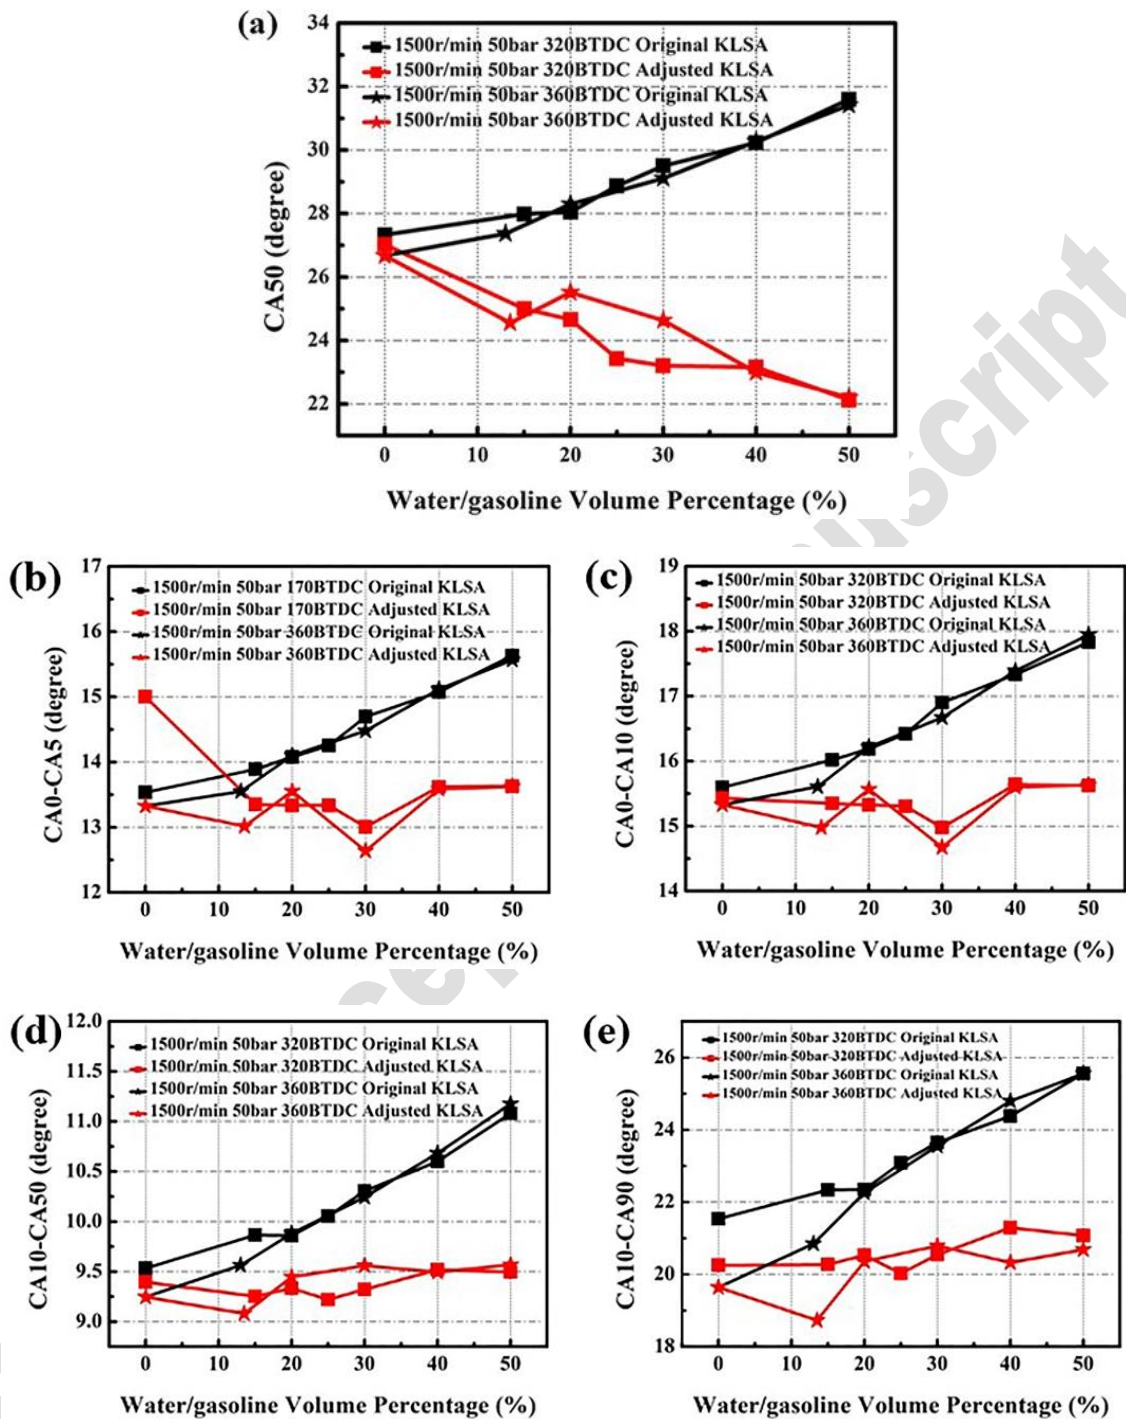 (a)
34
32
30
28
26
24
22
CA50 (degree)
1500r/min 50bar 320BTDC Original KLSA
1500r/min 50bar 320BTDC Adjusted KLSA
1500r/min 50bar 360BTDC Original KLSA
1500r/min 50bar 360BTDC Adjusted KLSA
0 10 20 30 40 50
Water/gasoline Volume Percentage (%)
(b)
17
16
15
14
13
12
CA0-CA5 (degree)
1500r/min 50bar 170BTDC Original KLSA
1500r/min 50bar 170BTDC Adjusted KLSA
1500r/min 50bar 360BTDC Original KLSA
1500r/min 50bar 360BTDC Adjusted KLSA
0 10 20 30 40 50
Water/gasoline Volume Percentage (%)
(c)
19
18
17
16
15
14
CA0-CA10 (degree)
1500r/min 50bar 320BTDC Original KLSA
1500r/min 50bar 320BTDC Adjusted KLSA
1500r/min 50bar 360BTDC Original KLSA
1500r/min 50bar 360BTDC Adjusted KLSA
0 10 20 30 40 50
Water/gasoline Volume Percentage (%)
(d)
12.0
11.5
11.0
10.5
10.0
9.5
9.0
CA10-CA50 (degree)
1500r/min 50bar 320BTDC Original KLSA
1500r/min 50bar 320BTDC Adjusted KLSA
1500r/min 50bar 360BTDC Original KLSA
1500r/min 50bar 360BTDC Adjusted KLSA
0 10 20 30 40 50
Water/gasoline Volume Percentage (%)
(e)
26
24
22
20
18
CA10-CA90 (degree)
1500r/min 50bar 320BTDC Original KLSA
1500r/min 50bar 320BTDC Adjusted KLSA
1500r/min 50bar 360BTDC Original KLSA
1500r/min 50bar 360BTDC Adjusted KLSA
0 10 20 30 40 50
Water/gasoline Volume Percentage (%)